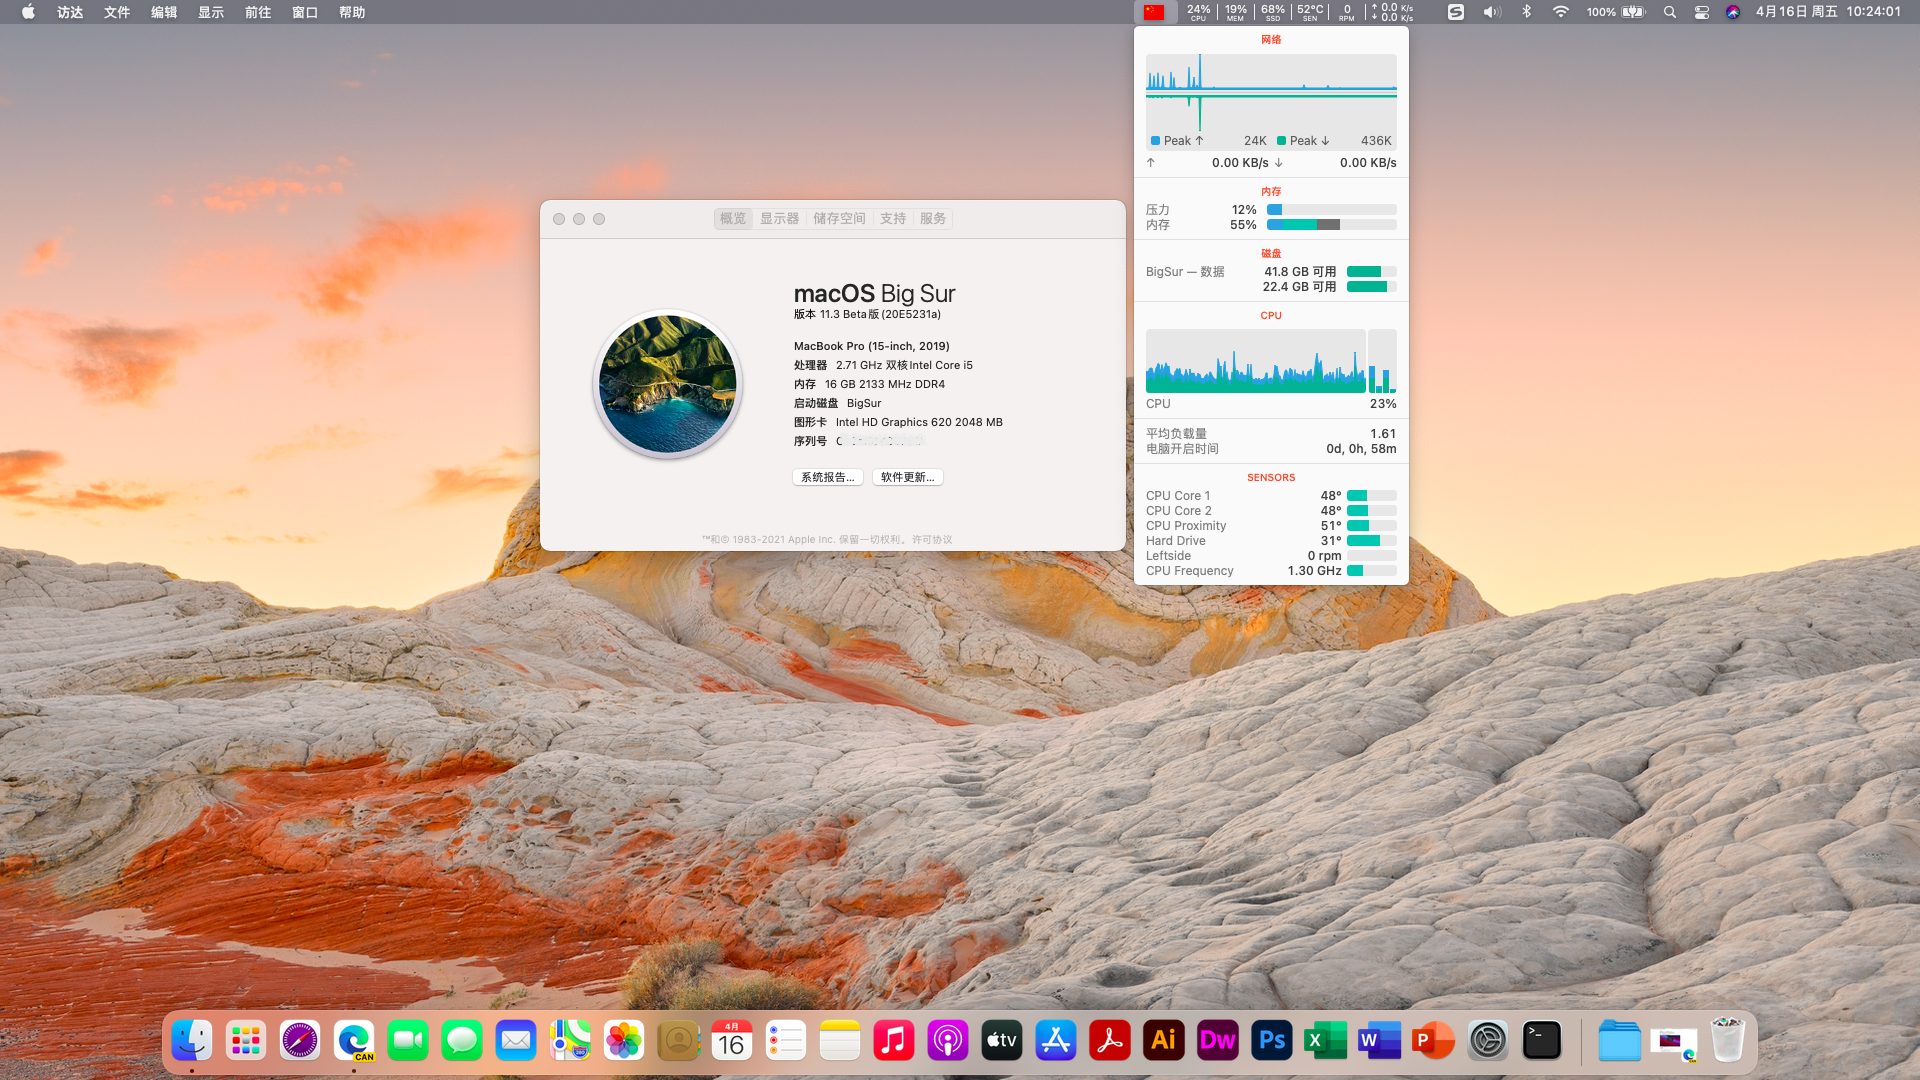 访达 文件 编辑 显示 前往 窗口 帮助
24% CPU 19% MEM 68% SSD 52°C SEN 0 RPM ↑ 0.0 K/s ↓ 0.0 K/s
100% 4月16日 周五 10:24:01
网络
Peak ↑ 24K Peak ↓ 436K
↑ 0.00 KB/s ↓ 0.00 KB/s
内存
压力 12%
内存 55%
磁盘
BigSur — 数据 41.8 GB 可用
22.4 GB 可用
CPU
CPU 23%
平均负载量 1.61
电脑开启时间 0d, 0h, 58m
SENSORS
CPU Core 1 48°
CPU Core 2 48°
CPU Proximity 51°
Hard Drive 31°
Leftside 0 rpm
CPU Frequency 1.30 GHz
概览 显示器 储存空间 支持 服务
macOS Big Sur
版本 11.3 Beta版 (20E5231a)
MacBook Pro (15-inch, 2019)
处理器 2.71 GHz 双核Intel Core i5
内存 16 GB 2133 MHz DDR4
启动磁盘 BigSur
图形卡 Intel HD Graphics 620 2048 MB
序列号
系统报告... 软件更新...
™和© 1983-2021 Apple Inc. 保留一切权利。许可协议
CAN 280 4月 16 tv Ai Dw Ps X W P >_